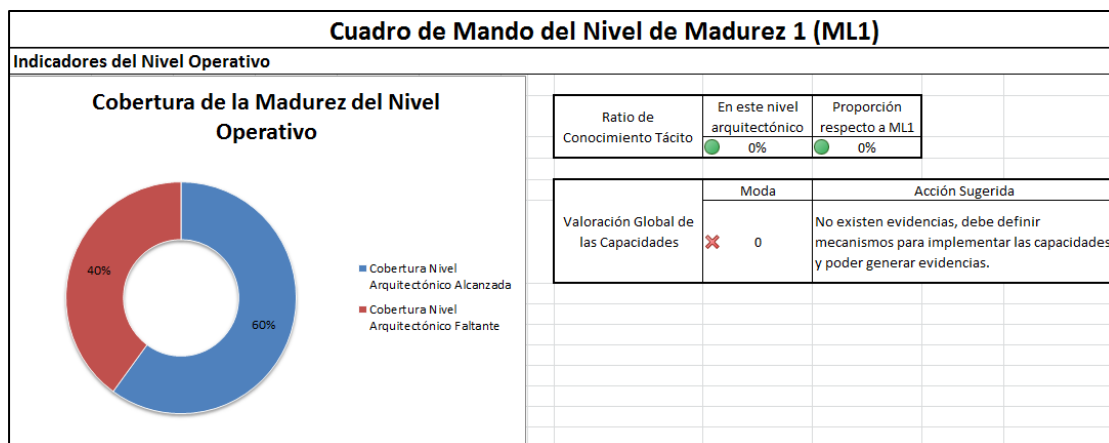 Cuadro de Mando del Nivel de Madurez 1 (ML1)
Indicadores del Nivel Operativo
Cobertura de la Madurez del Nivel
Operativo
40%
60%
Cobertura Nivel
Arquitectónico Alcanzada
Cobertura Nivel
Arquitectónico Faltante
Ratio de
Conocimiento Tácito
En este nivel
arquitectónico
Proporción
respecto a ML1
0%
0%
Valoración Global de
las Capacidades
Moda
Acción Sugerida
0
No existen evidencias, debe definir
mecanismos para implementar las capacidades
y poder generar evidencias.